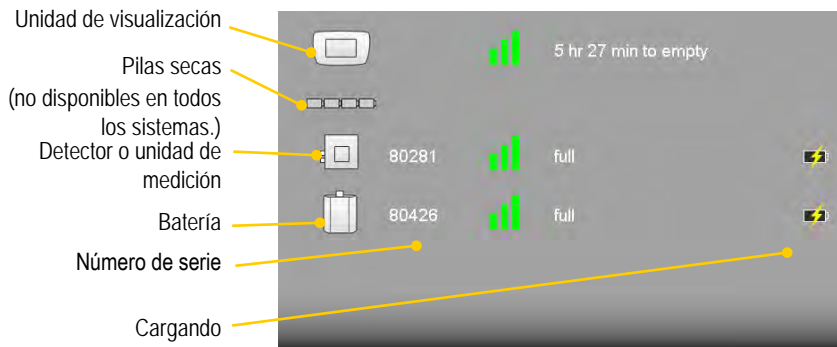 Unidad de visualización
Pilas secas
(no disponibles en todos
los sistemas.)
Detector o unidad de
medición
Batería
Número de serie
Cargando
5 hr 27 min to empty
80281 full
80426 full